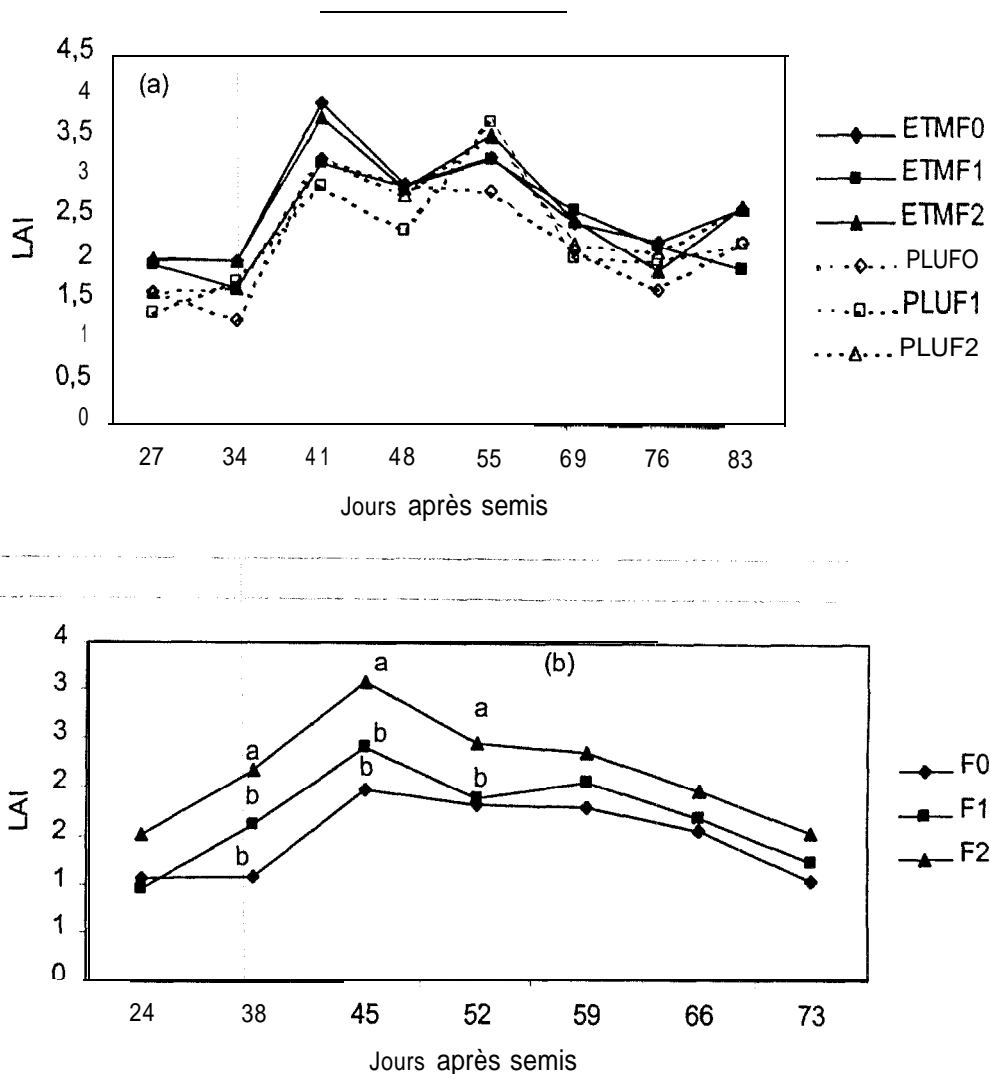 4,5
(a)
4
3,5
3
2,5
2
1,5
1
0,5
0
LAI
27 34 41 48 55 69 76 83
Jours après semis
ETMF0
ETMF1
ETMF2
PLUFO
PLUF1
PLUF2
4
3
3
2
2
1
1
0
LAI
(b)
a
a
a
b
b
b
b
b
24 38 45 52 59 66 73
Jours après semis
F0
F1
F2